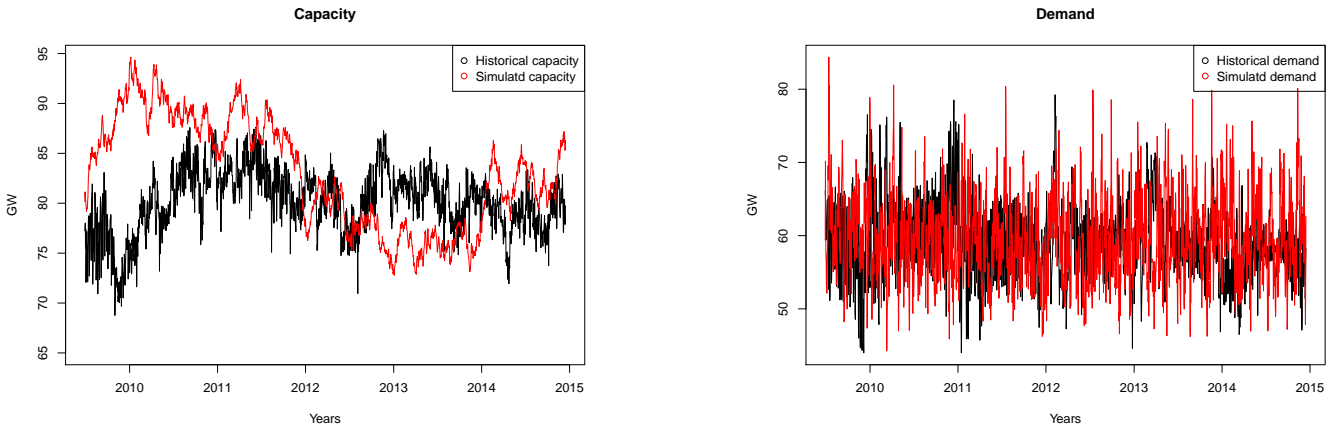 Capacity
95
90
85
80
75
70
65
GW
2010 2011 2012 2013 2014 2015
Years
Historical capacity
Simulatd capacity
Demand
80
70
60
50
GW
2010 2011 2012 2013 2014 2015
Years
Historical demand
Simulatd demand